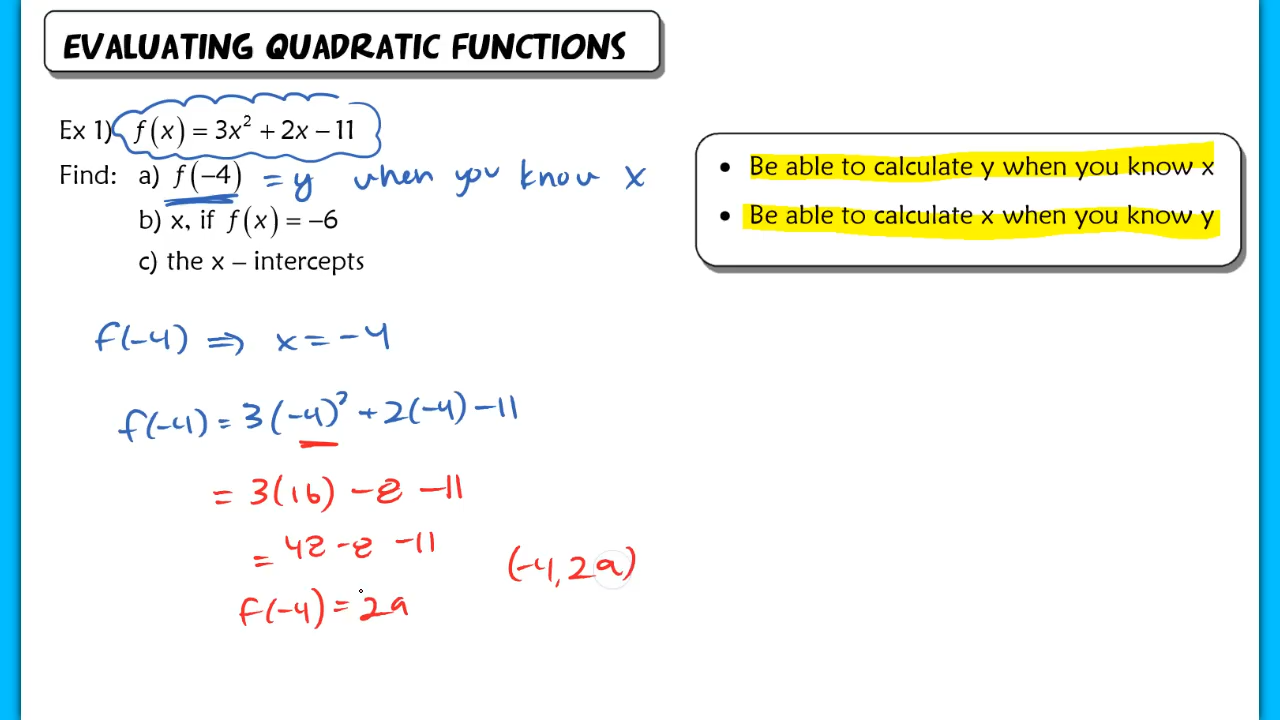 EVALUATING QUADRATIC FUNCTIONS
Ex 1) f(x) = 3x² + 2x − 11
Find: a) f(−4) = y when you know x
b) x, if f(x) = −6
c) the x – intercepts
• Be able to calculate y when you know x
• Be able to calculate x when you know y
f(-4) ⇒ x = -4
f(-4) = 3(-4)² + 2(-4) - 11
= 3(16) - 8 - 11
= 48 - 8 - 11
(-4, 29)
f(-4) = 29